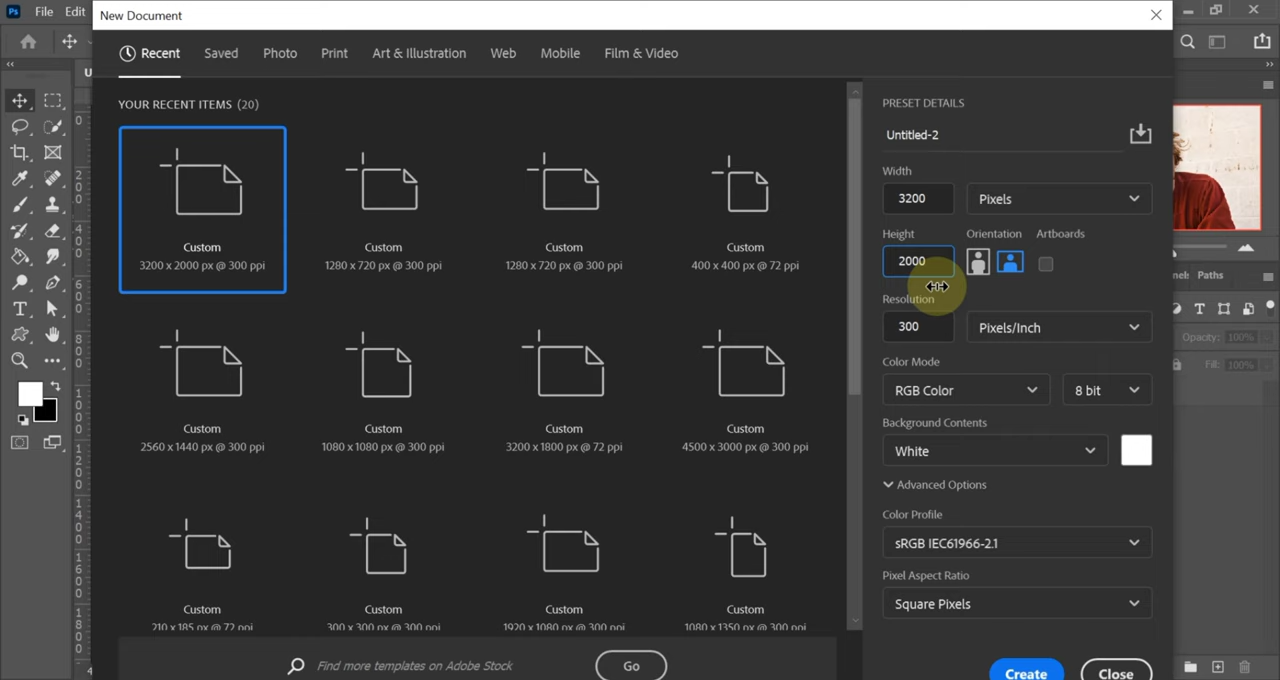 Ps File Edit
New Document
Recent Saved Photo Print Art & Illustration Web Mobile Film & Video
YOUR RECENT ITEMS (20)
Custom
3200 x 2000 px @ 300 ppi
Custom
1280 x 720 px @ 300 ppi
Custom
1280 x 720 px @ 300 ppi
Custom
400 x 400 px @ 72 ppi
Custom
2560 x 1440 px @ 300 ppi
Custom
1080 x 1080 px @ 300 ppi
Custom
3200 x 1800 px @ 72 ppi
Custom
4500 x 3000 px @ 300 ppi
Custom
210 x 185 px @ 72 ppi
Custom
300 x 300 px @ 300 ppi
Custom
1920 x 1080 px @ 300 ppi
Custom
1080 x 1350 px @ 300 ppi
Find more templates on Adobe Stock Go
PRESET DETAILS
Untitled-2
Width
3200 Pixels
Height Orientation Artboards
2000
Resolution
300 Pixels/Inch
Color Mode
RGB Color 8 bit
Background Contents
White
Advanced Options
Color Profile
sRGB IEC61966-2.1
Pixel Aspect Ratio
Square Pixels
Create Close
Paths
Opacity: 100%
Fill: 100%